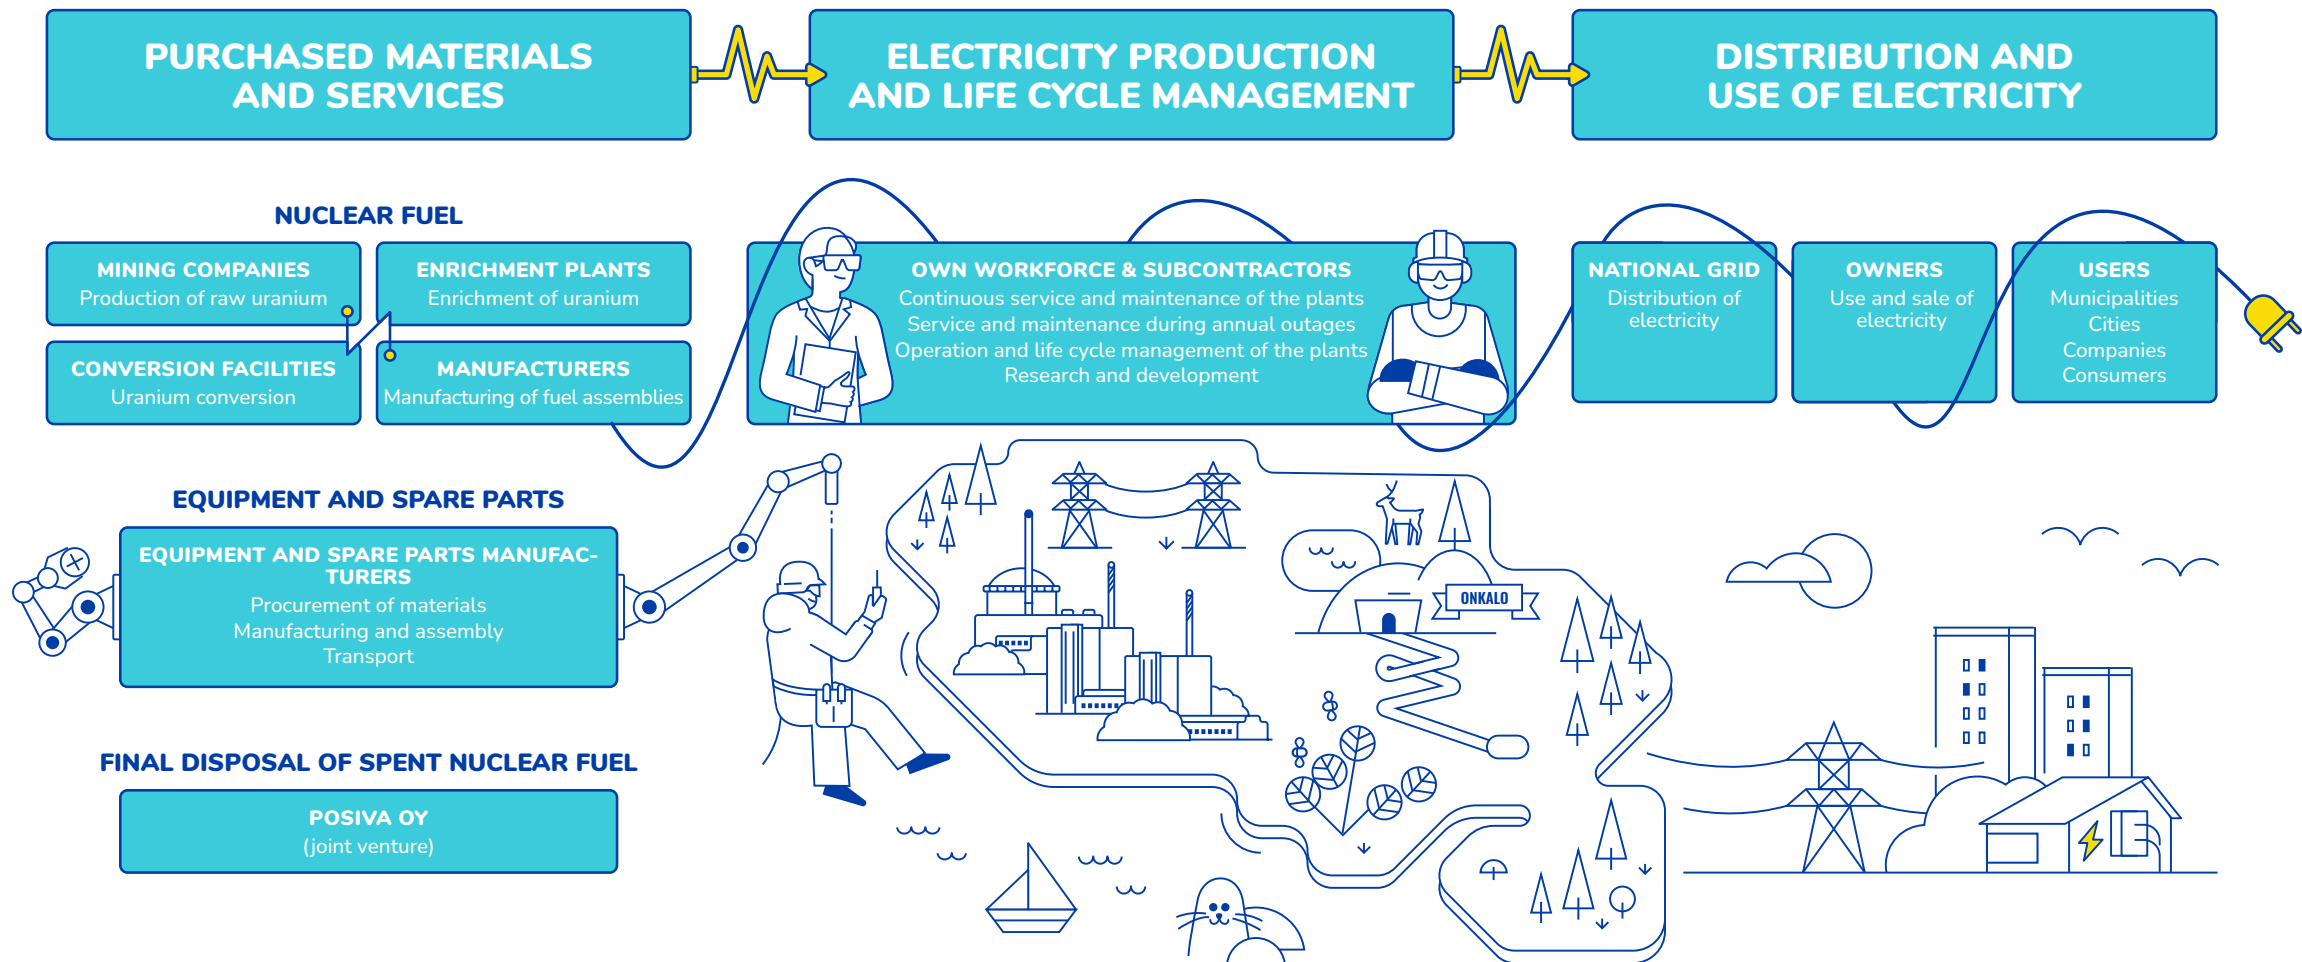 PURCHASED MATERIALS
AND SERVICES
ELECTRICITY PRODUCTION
AND LIFE CYCLE MANAGEMENT
DISTRIBUTION AND
USE OF ELECTRICITY
NUCLEAR FUEL
MINING COMPANIES
Production of raw uranium
ENRICHMENT PLANTS
Enrichment of uranium
CONVERSION FACILITIES
Uranium conversion
MANUFACTURERS
Manufacturing of fuel assemblies
OWN WORKFORCE & SUBCONTRACTORS
Continuous service and maintenance of the plants
Service and maintenance during annual outages
Operation and life cycle management of the plants
Research and development
NATIONAL GRID
Distribution of
electricity
OWNERS
Use and sale of
electricity
USERS
Municipalities
Cities
Companies
Consumers
EQUIPMENT AND SPARE PARTS
EQUIPMENT AND SPARE PARTS MANUFAC-
TURERS
Procurement of materials
Manufacturing and assembly
Transport
ONKALO
FINAL DISPOSAL OF SPENT NUCLEAR FUEL
POSIVA OY
(joint venture)